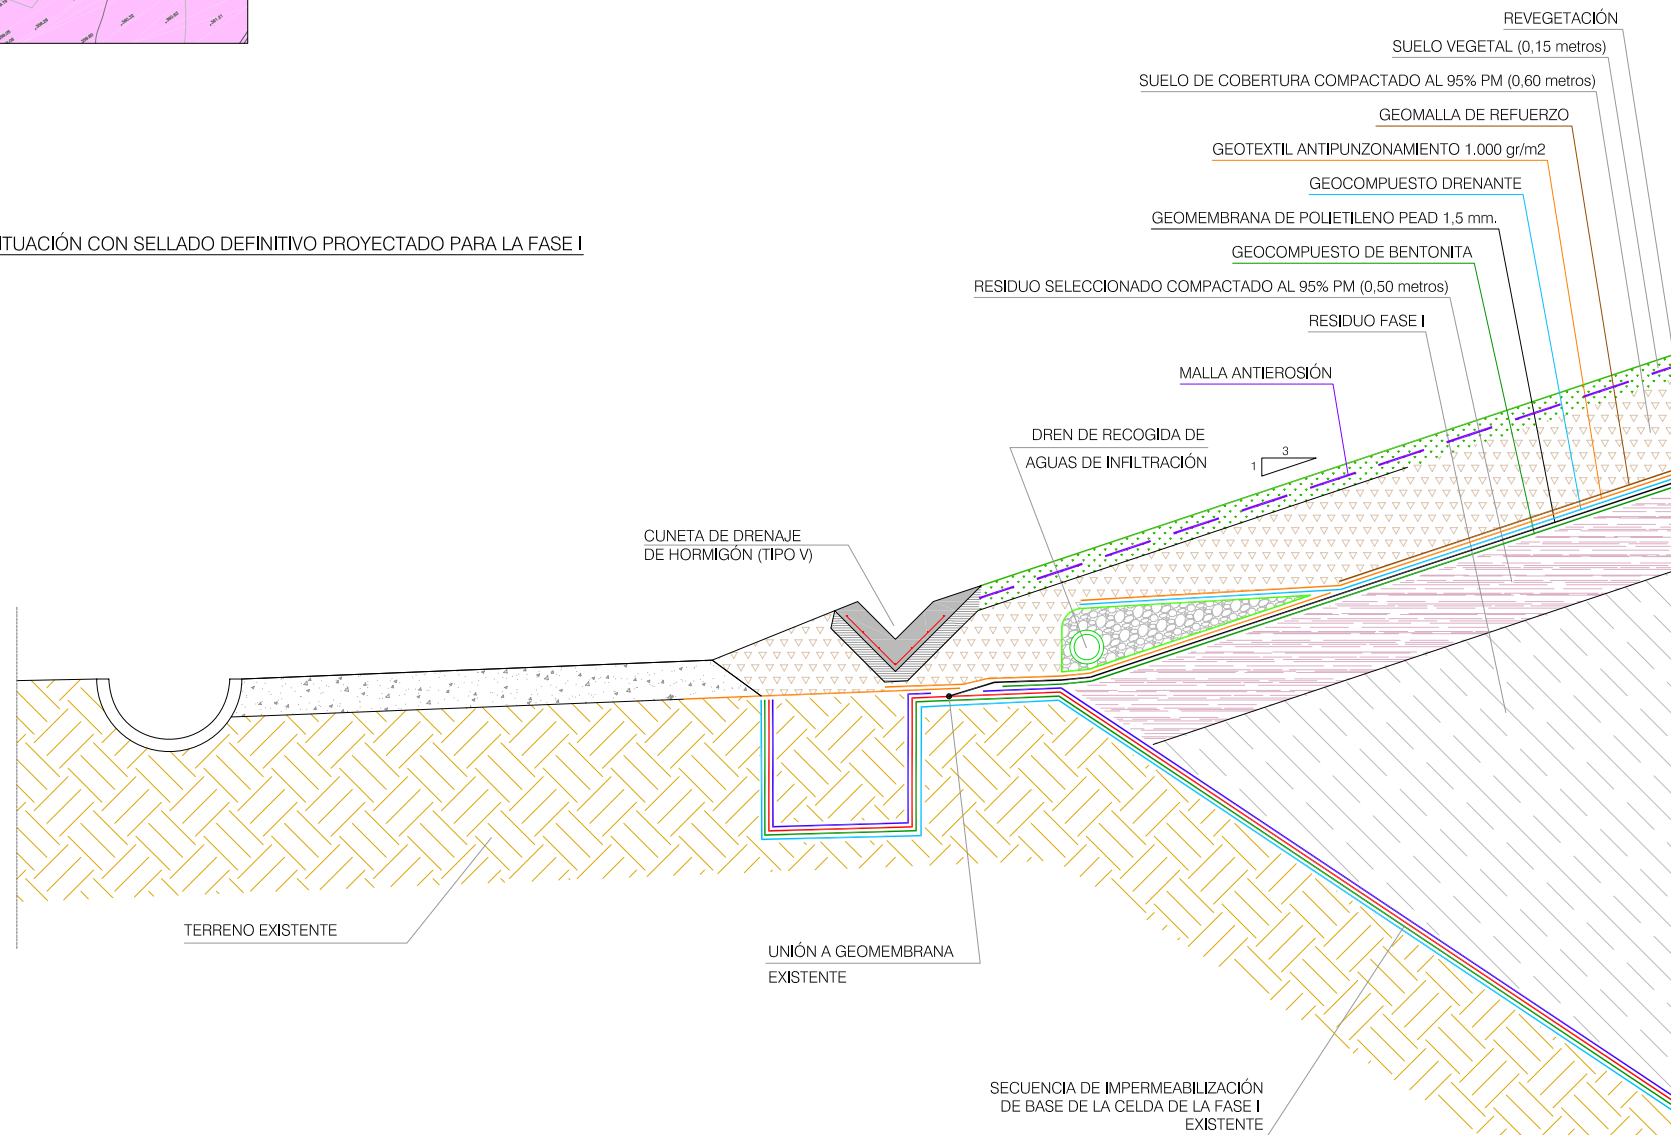 REVEGETACIÓN
SUELO VEGETAL (0,15 metros)
SUELO DE COBERTURA COMPACTADO AL 95% PM (0,60 metros)
GEOMALLA DE REFUERZO
GEOTEXTIL ANTIPUNZONAMIENTO 1.000 gr/m2
GEOCOMPUESTO DRENANTE
GEOMEMBRANA DE POLIETILENO PEAD 1,5 mm.
TUACIÓN CON SELLADO DEFINITIVO PROYECTADO PARA LA FASE I
GEOCOMPUESTO DE BENTONITA
RESIDUO SELECCIONADO COMPACTADO AL 95% PM (0,50 metros)
RESIDUO FASE I
MALLA ANTIEROSIÓN
DREN DE RECOGIDA DE
AGUAS DE INFILTRACIÓN
3
1
CUNETA DE DRENAJE
DE HORMIGÓN (TIPO V)
TERRENO EXISTENTE
UNIÓN A GEOMEMBRANA
EXISTENTE
SECUENCIA DE IMPERMEABILIZACIÓN
DE BASE DE LA CELDA DE LA FASE I
EXISTENTE